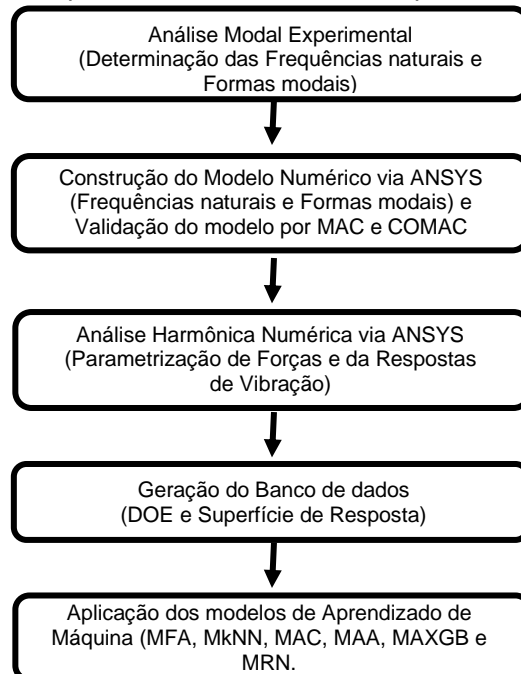 Análise Modal Experimental
(Determinação das Frequências naturais e
Formas modais)
Construção do Modelo Numérico via ANSYS
(Frequências naturais e Formas modais) e
Validação do modelo por MAC e COMAC
Análise Harmônica Numérica via ANSYS
(Parametrização de Forças e da Respostas
de Vibração)
Geração do Banco de dados
(DOE e Superfície de Resposta)
Aplicação dos modelos de Aprendizado de
Máquina (MFA, MkNN, MAC, MAA, MAXGB e
MRN.